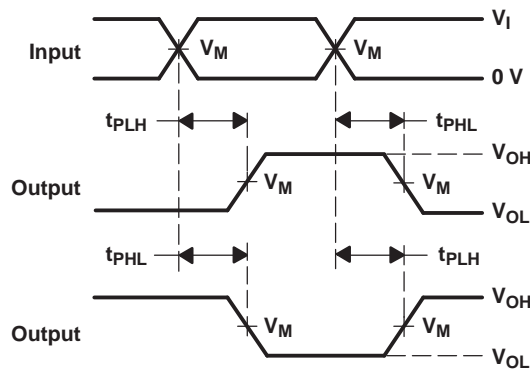 V_I
Input V_M V_M
0 V
t_PLH t_PHL
V_OH
Output V_M V_M
V_OL
t_PHL t_PLH
V_OH
Output V_M V_M
V_OL